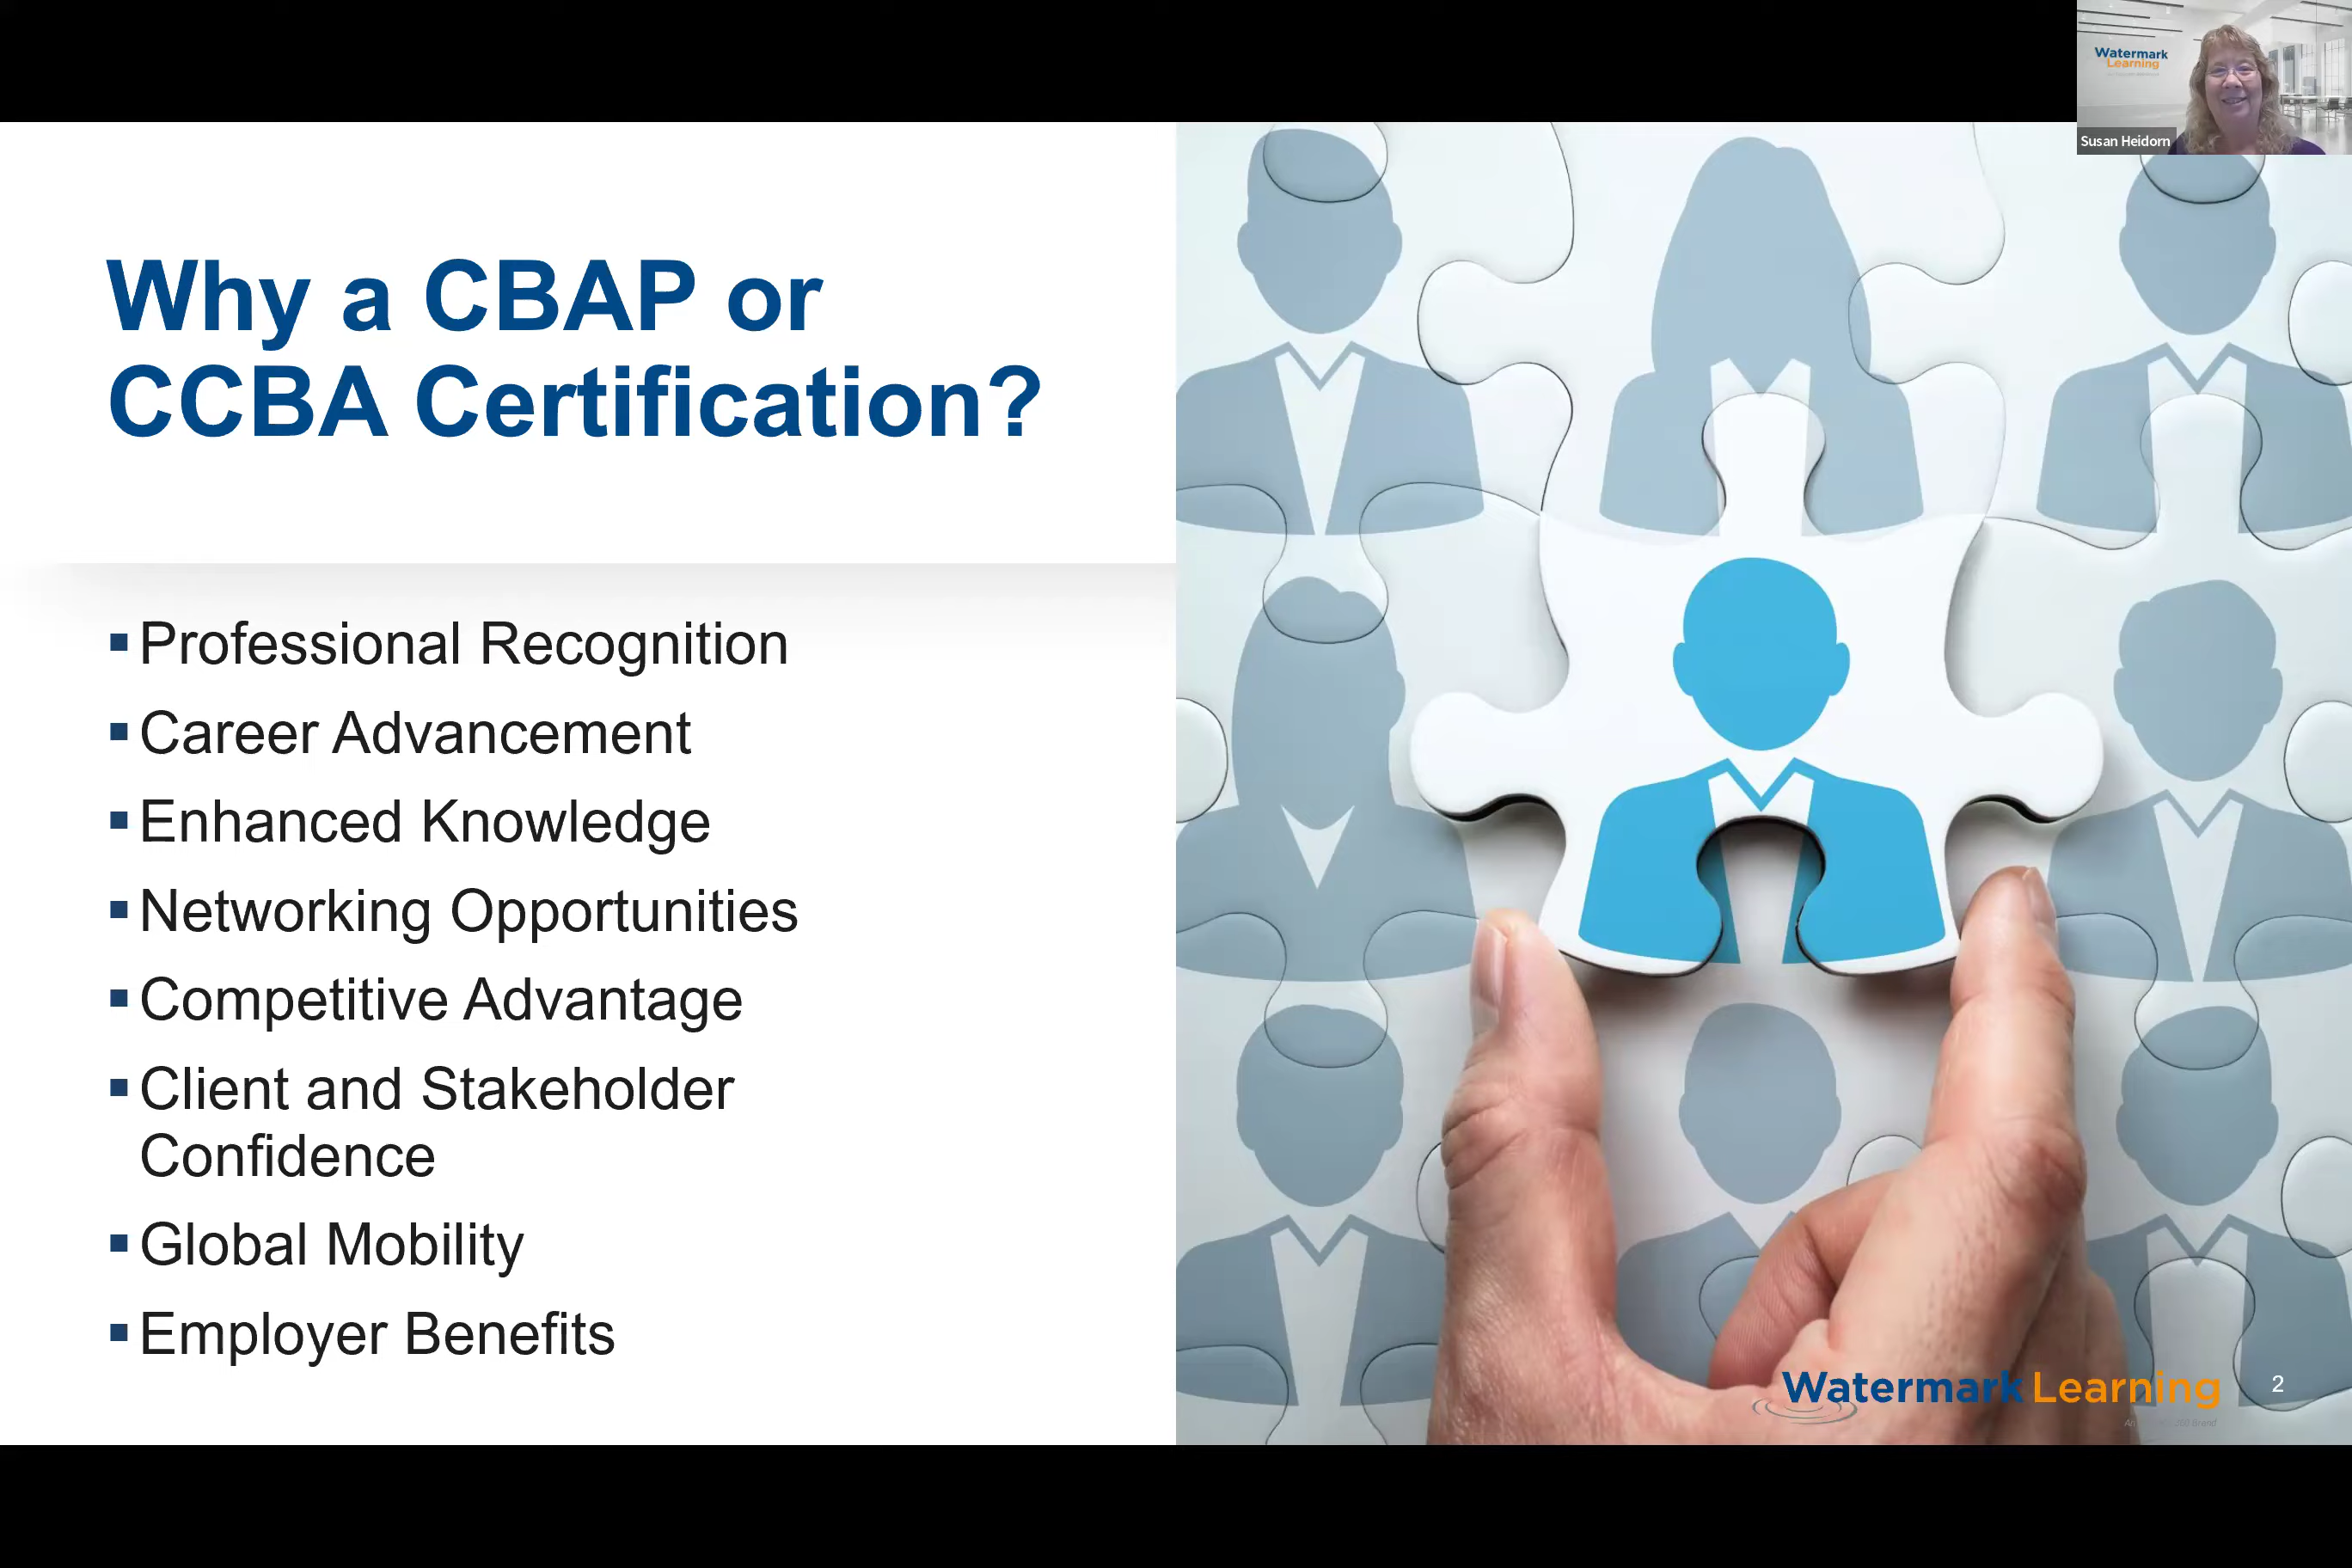 Watermark
Learning
Susan Heidorn
Why a CBAP or
CCBA Certification?
▪Professional Recognition
▪Career Advancement
▪Enhanced Knowledge
▪Networking Opportunities
▪Competitive Advantage
▪Client and Stakeholder
Confidence
▪Global Mobility
▪Employer Benefits
Watermark Learning
2